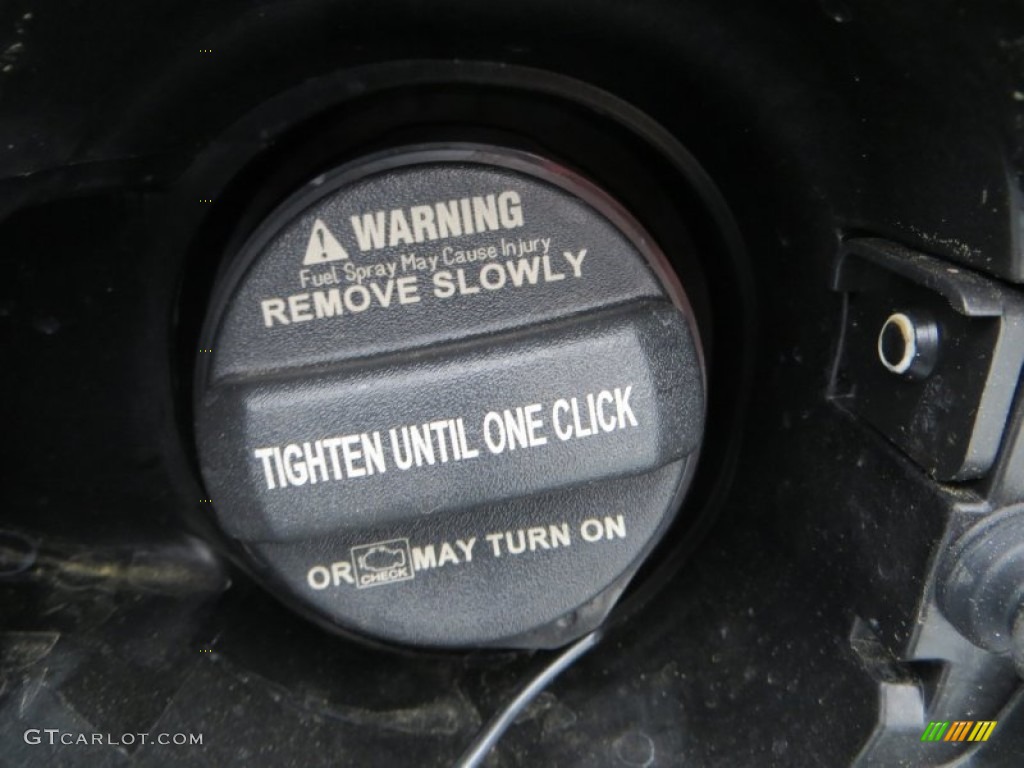 WARNING
Fuel Spray May Cause Injury
REMOVE SLOWLY
TIGHTEN UNTIL ONE CLICK
OR CHECK MAY TURN ON
GTCARLOT.COM